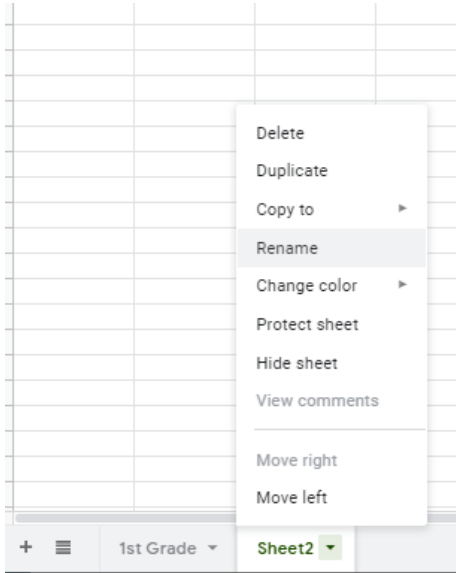 Delete
Duplicate
Copy to
Rename
Change color
Protect sheet
Hide sheet
View comments
Move right
Move left
1st Grade Sheet2